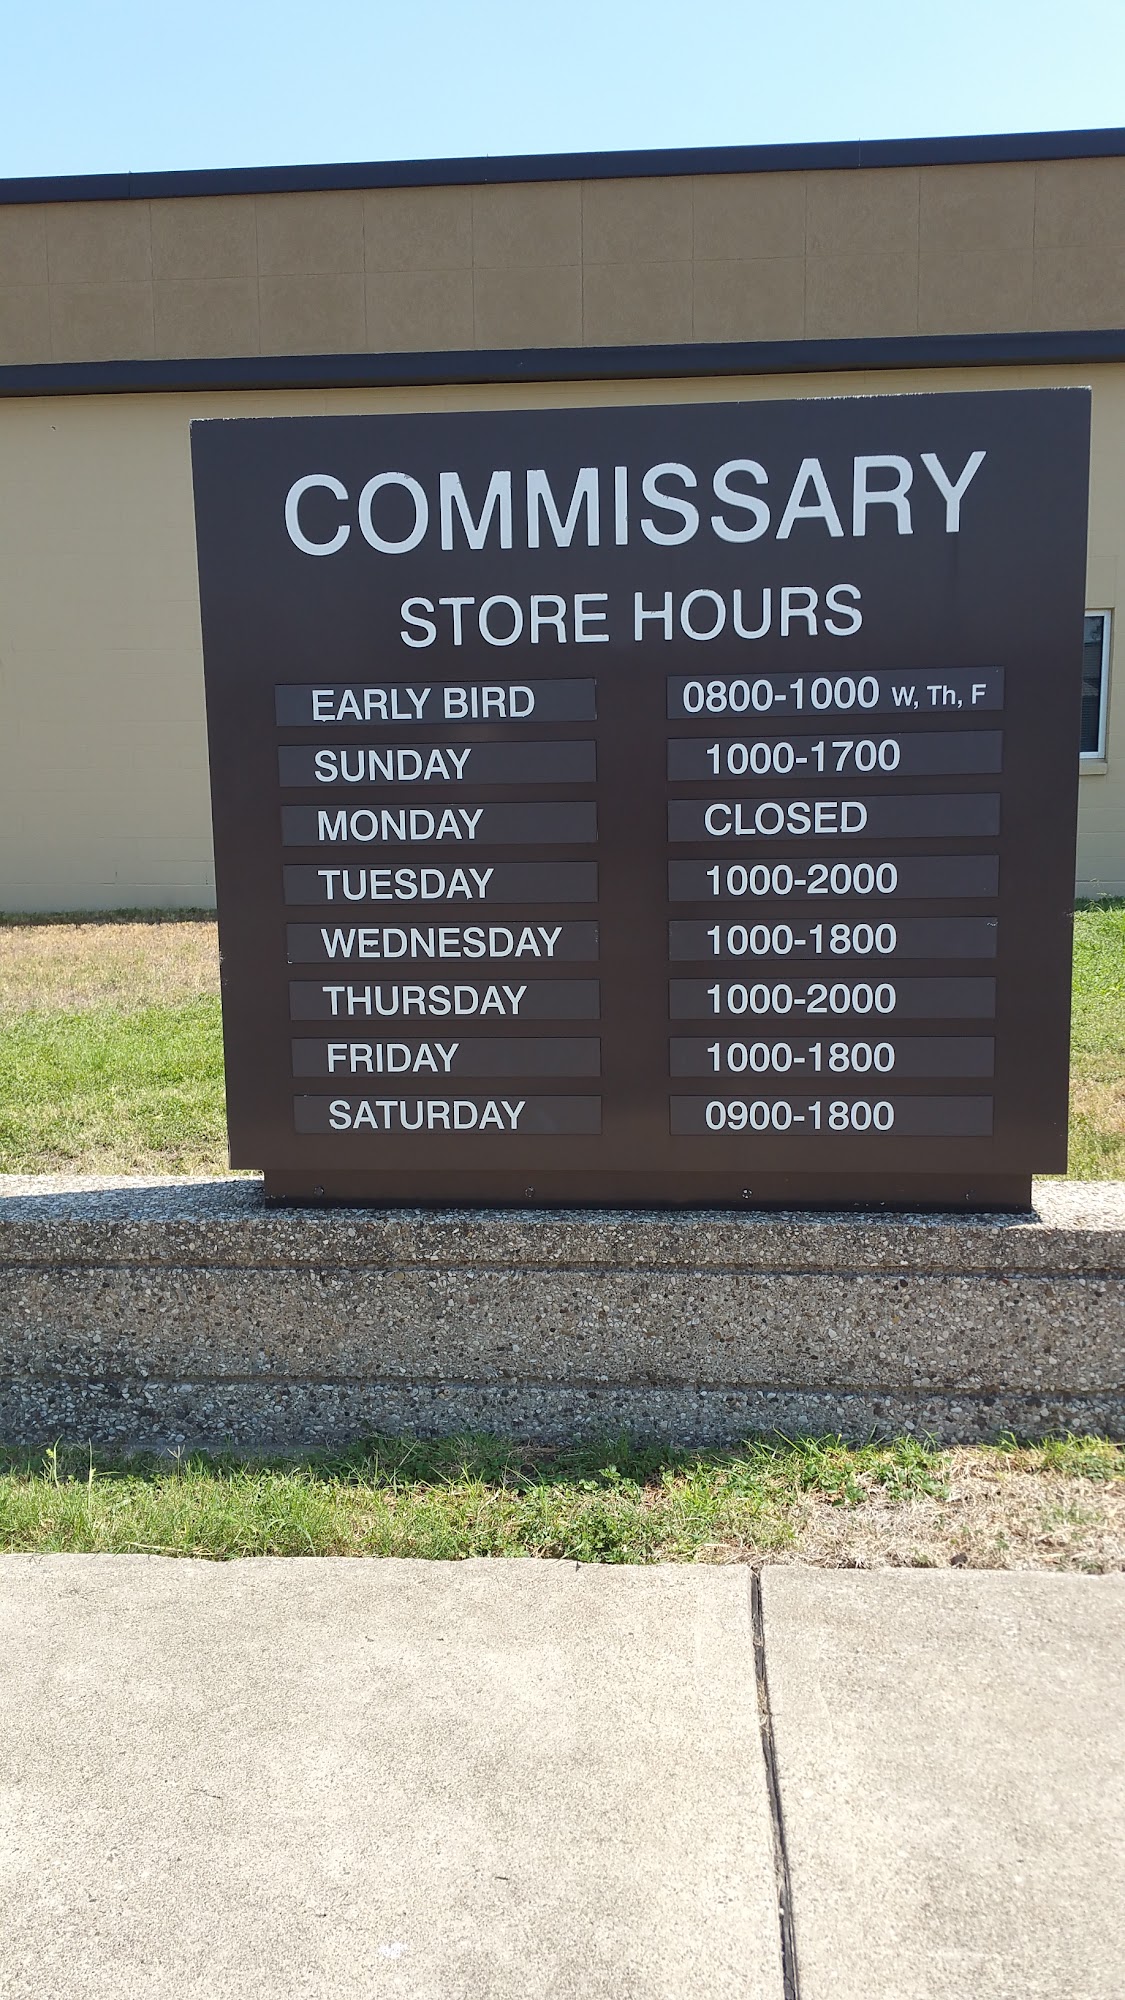 COMMISSARY
STORE HOURS
EARLY BIRD 0800-1000 W, Th, F
SUNDAY 1000-1700
MONDAY CLOSED
TUESDAY 1000-2000
WEDNESDAY 1000-1800
THURSDAY 1000-2000
FRIDAY 1000-1800
SATURDAY 0900-1800